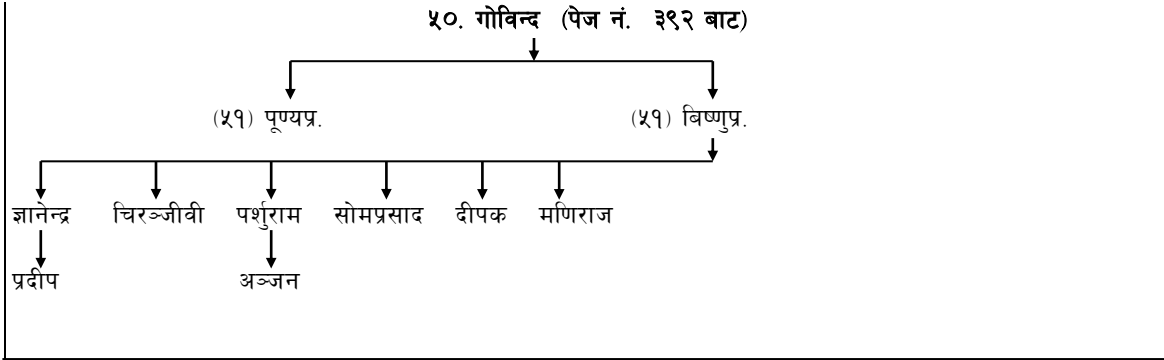 ५०. गोविन्द (पेज नं. ३९२ बाट)
(५१) पूण्यप्र. (५१) बिष्णुप्र.
ज्ञानेन्द्र चिरञ्जीवी पर्शुराम सोमप्रसाद दीपक मणिराज
प्रदीप अञ्जन